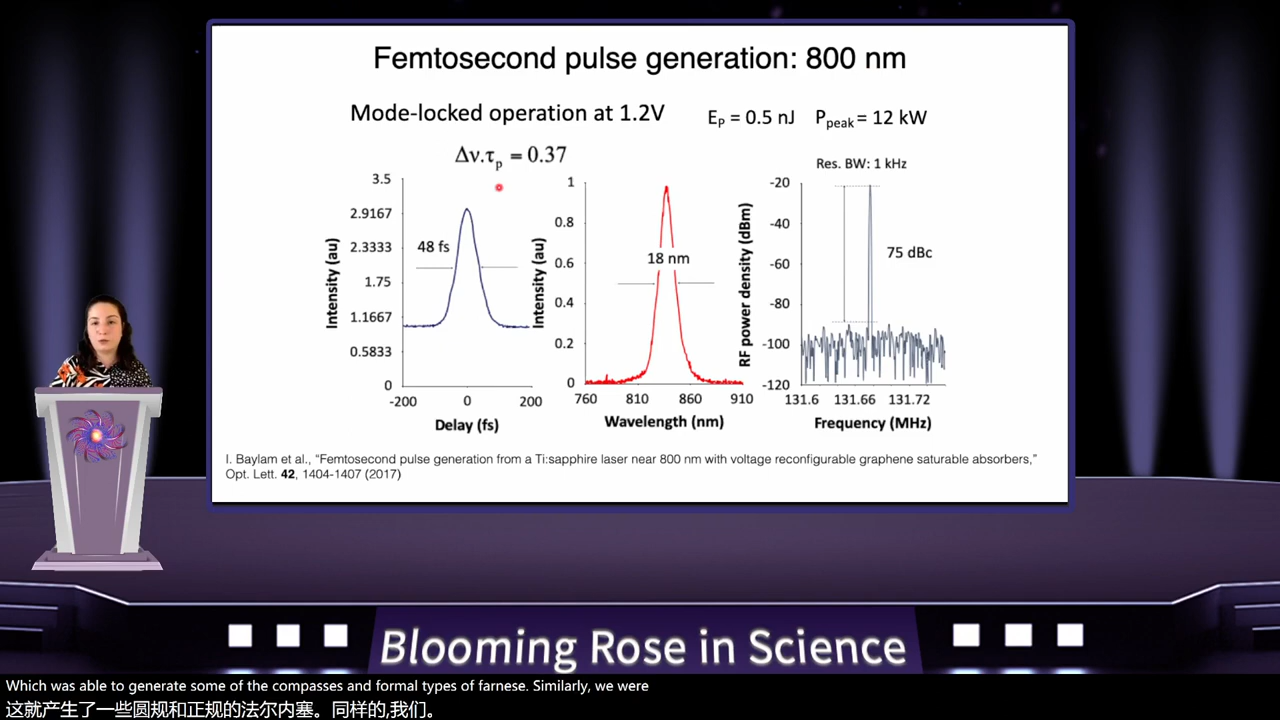 Femtosecond pulse generation: 800 nm
Mode-locked operation at 1.2V
E_P = 0.5 nJ P_peak = 12 kW
Δν.τ_p = 0.37
Res. BW: 1 kHz
3.5
2.9167
2.3333
1.75
1.1667
0.5833
0
Intensity (au)
48 fs
-200 0 200
Delay (fs)
1
0.8
0.6
0.4
0.2
0
Intensity (au)
18 nm
760 810 860 910
Wavelength (nm)
-20
-40
-60
-80
-100
-120
RF power density (dBm)
75 dBc
131.6 131.66 131.72
Frequency (MHz)
I. Baylam et al., “Femtosecond pulse generation from a Ti:sapphire laser near 800 nm with voltage reconfigurable graphene saturable absorbers,”
Opt. Lett. 42, 1404-1407 (2017)
Blooming Rose in Science
Which was able to generate some of the compasses and formal types of farnese. Similarly, we were
这就产生了一些圆规和正规的法尔内塞。同样的,我们。